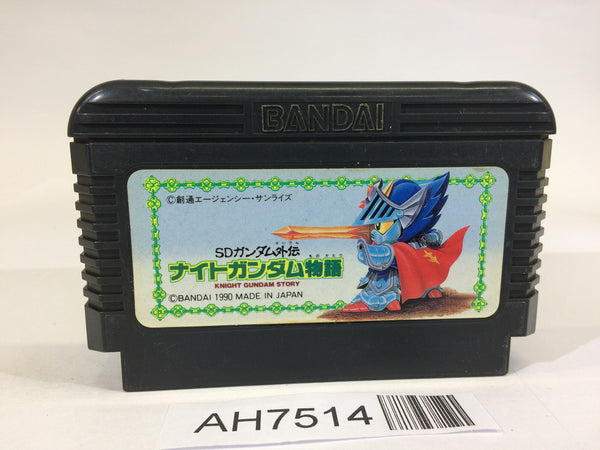 BANDAI
©創通エージェンシー・サンライズ
SDガンダム外伝
ナイトガンダム物語
KNIGHT GUNDAM STORY
©BANDAI 1990 MADE IN JAPAN
AH7514